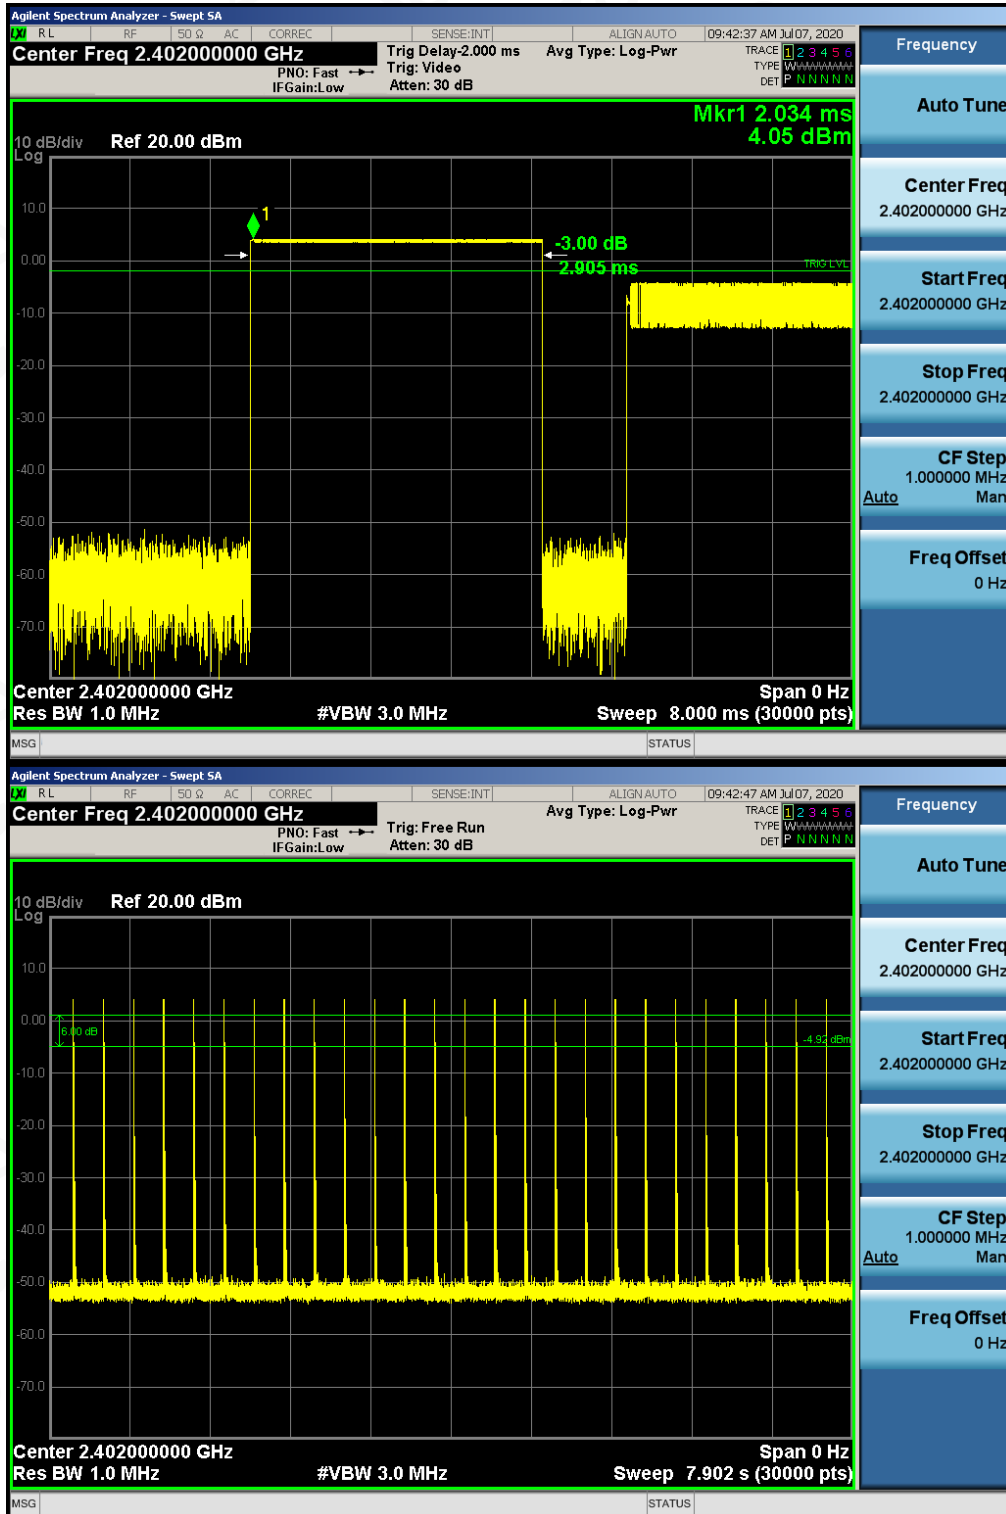 Agilent Spectrum Analyzer - Swept SA
LXI RL RF 50 Ω AC CORREC SENSE:INT ALIGN AUTO 09:42:37 AM Jul 07, 2020
Center Freq 2.402000000 GHz Trig Delay-2.000 ms Avg Type: Log-Pwr TRACE 1 2 3 4 5 6
PNO: Fast Trig: Video TYPE W
IFGain:Low Atten: 30 dB DET P N N N N N
Mkr1 2.034 ms
10 dB/div Ref 20.00 dBm 4.05 dBm
Log
10.0
1
-3.00 dB
0.00
2.905 ms
TRIG LVL
-10.0
-20.0
-30.0
-40.0
-50.0
-60.0
-70.0
Center 2.402000000 GHz Span 0 Hz
Res BW 1.0 MHz #VBW 3.0 MHz Sweep 8.000 ms (30000 pts)
MSG STATUS
Frequency
Auto Tune
Center Freq
2.402000000 GHz
Start Freq
2.402000000 GHz
Stop Freq
2.402000000 GHz
CF Step
1.000000 MHz
Auto Man
Freq Offset
0 Hz
Agilent Spectrum Analyzer - Swept SA
LXI RL RF 50 Ω AC CORREC SENSE:INT ALIGN AUTO 09:42:47 AM Jul 07, 2020
Center Freq 2.402000000 GHz Avg Type: Log-Pwr TRACE 1 2 3 4 5 6
PNO: Fast Trig: Free Run TYPE W
IFGain:Low Atten: 30 dB DET P N N N N N
10 dB/div Ref 20.00 dBm
Log
10.0
0.00
6.00 dB
-4.92 dBm
-10.0
-20.0
-30.0
-40.0
-50.0
-60.0
-70.0
Center 2.402000000 GHz Span 0 Hz
Res BW 1.0 MHz #VBW 3.0 MHz Sweep 7.902 s (30000 pts)
MSG STATUS
Frequency
Auto Tune
Center Freq
2.402000000 GHz
Start Freq
2.402000000 GHz
Stop Freq
2.402000000 GHz
CF Step
1.000000 MHz
Auto Man
Freq Offset
0 Hz